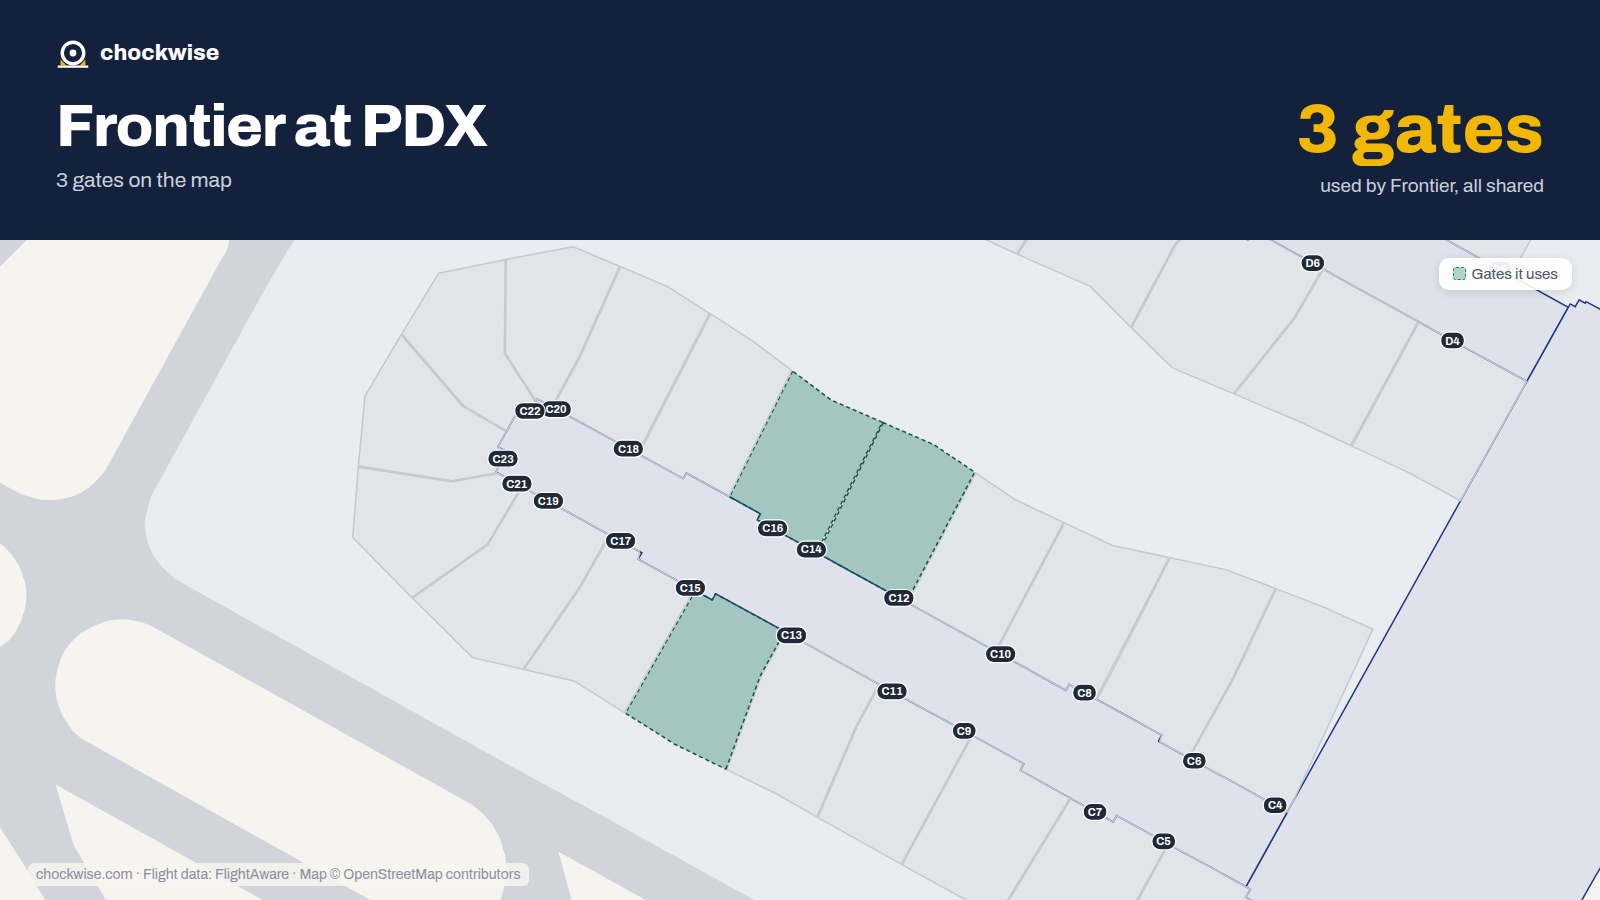 chockwise
Frontier at PDX
3 gates on the map
3 gates
used by Frontier, all shared
D6
Gates it uses
D4
C22
C20
C18
C23
C21
C19
C16
C17
C14
C15
C12
C13
C10
C11
C8
C9
C6
C4
C7
C5
chockwise.com · Flight data: FlightAware · Map © OpenStreetMap contributors